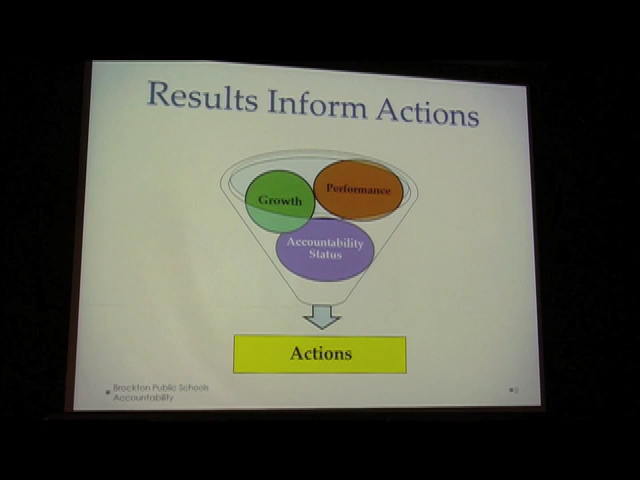 Results Inform Actions
Growth
Performance
Accountability
Status
Actions
Brockton Public Schools
Accountability